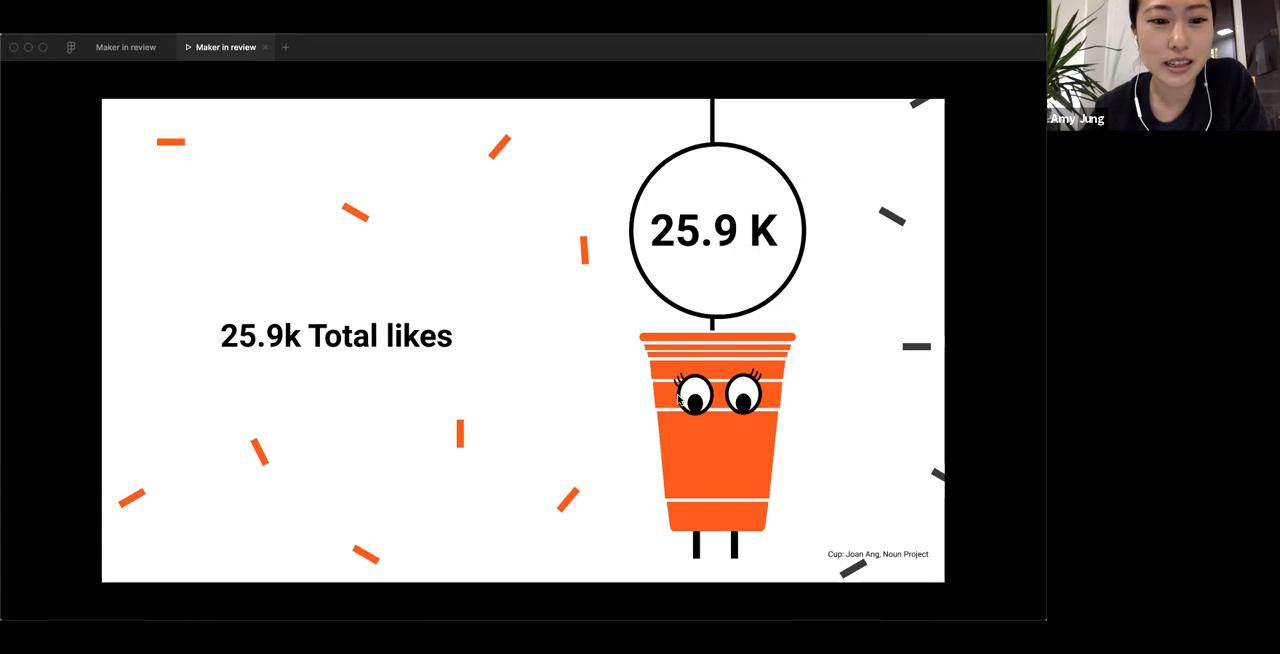 Maker in review
Maker in review
Amy Jung
25.9 K
25.9k Total likes
Cup: Joan Ang, Noun Project